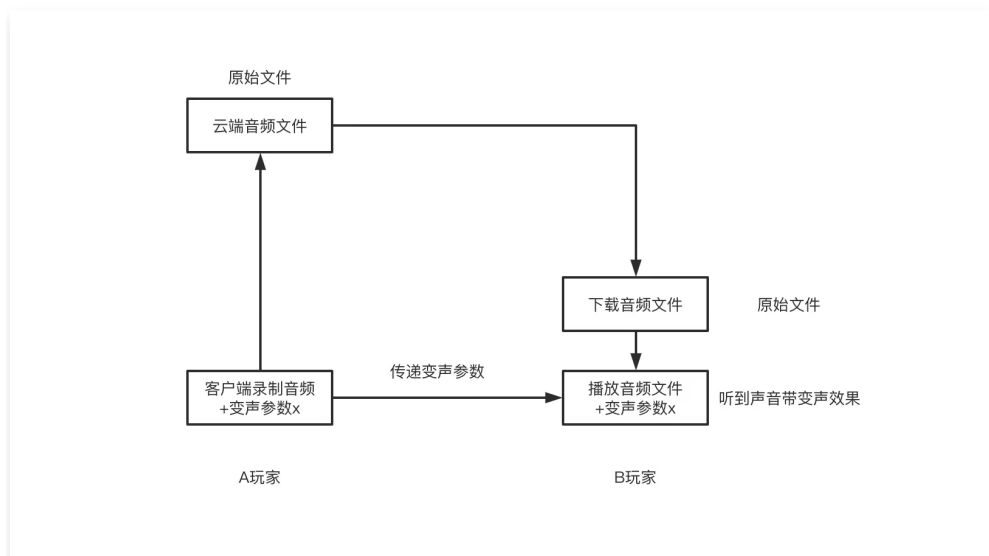 原始文件
云端音频文件
下载音频文件
原始文件
传递变声参数
客户端录制音频
+变声参数x
播放音频文件
+变声参数x
听到声音带变声效果
A玩家
B玩家